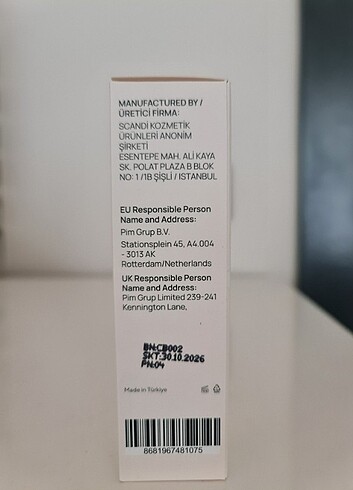 MANUFACTURED BY /
ÜRETİCİ FİRMA:
SCANDI KOZMETİK
ÜRÜNLERİ ANONİM
ŞİRKETİ
ESENTEPE MAH. ALİ KAYA
SK. POLAT PLAZA B BLOK
NO: 1 /1B ŞİŞLİ / ISTANBUL
EU Responsible Person
Name and Address:
Pim Grup B.V.
Stationsplein 45, A4.004
- 3013 AK
Rotterdam/Netherlands
UK Responsible Person
Name and Address:
Pim Grup Limited 239-241
Kennington Lane,
BN:CB002
SKT:30.10.2026
PN:04
Made in Türkiye
8681967481075